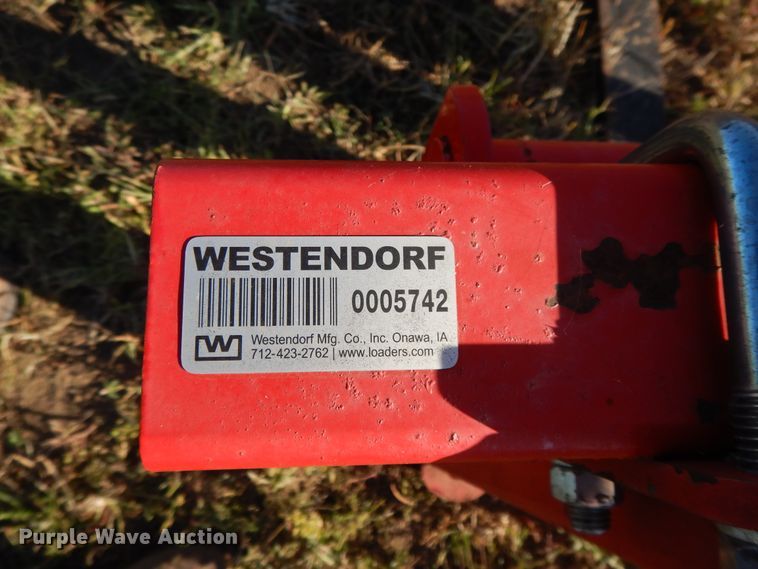 WESTENDORF
0005742
W
Westendorf Mfg. Co., Inc. Onawa, IA
712-423-2762 | www.loaders.com
Purple Wave Auction